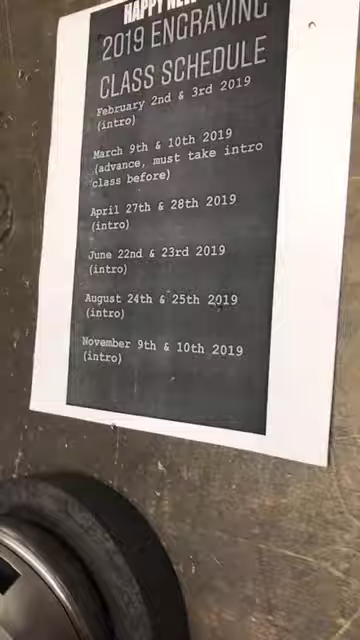 HAPPY NEW
2019 ENGRAVING
CLASS SCHEDULE
February 2nd & 3rd 2019
(intro)
March 9th & 10th 2019
(advance, must take intro
class before)
April 27th & 28th 2019
(intro)
June 22nd & 23rd 2019
(intro)
August 24th & 25th 2019
(intro)
November 9th & 10th 2019
(intro)